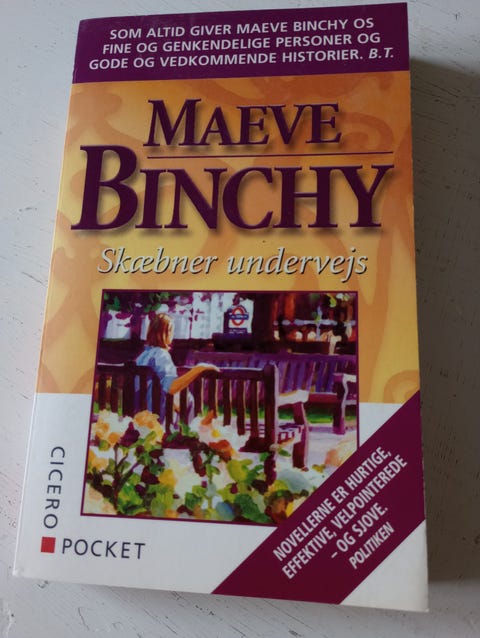 SOM ALTID GIVER MAEVE BINCHY OS
FINE OG GENKENDELIGE PERSONER OG
GODE OG VEDKOMMENDE HISTORIER. B.T.
MAEVE
BINCHY
Skæbner undervejs
NOVELLERNE ER HURTIGE,
EFFEKTIVE, VELPOINTEREDE
– OG SJOVE.
POLITIKEN
CICERO
POCKET